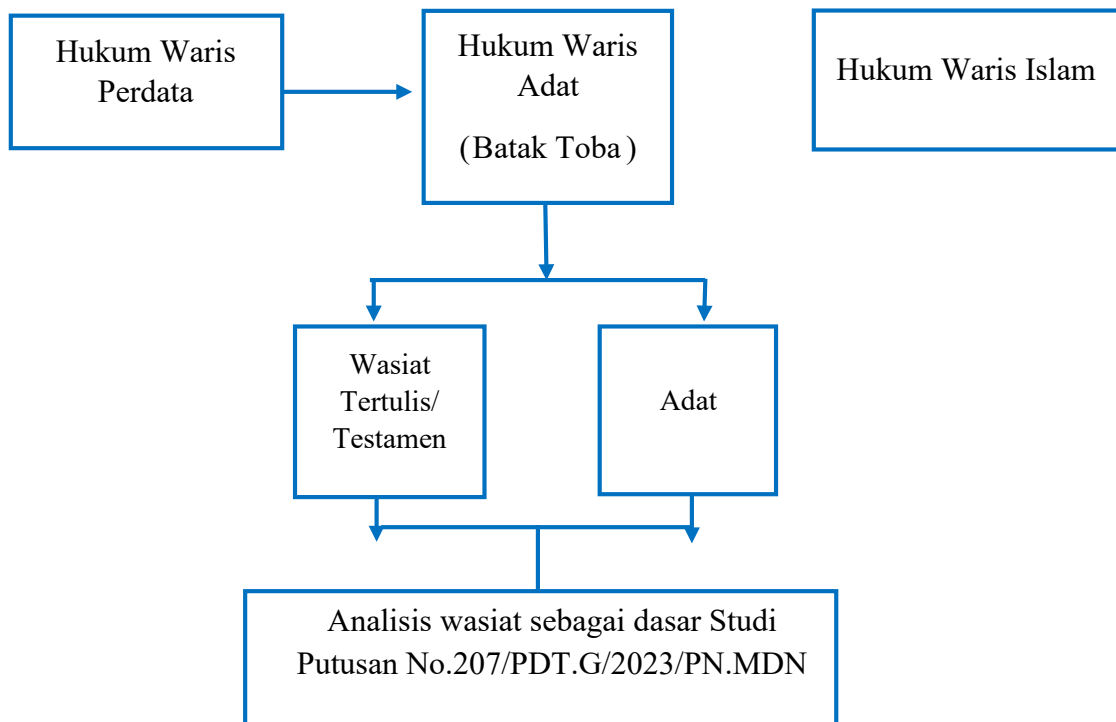 Hukum Waris
Perdata
Hukum Waris
Adat
(Batak Toba )
Hukum Waris Islam
Wasiat
Tertulis/
Testamen
Adat
Analisis wasiat sebagai dasar Studi
Putusan No.207/PDT.G/2023/PN.MDN